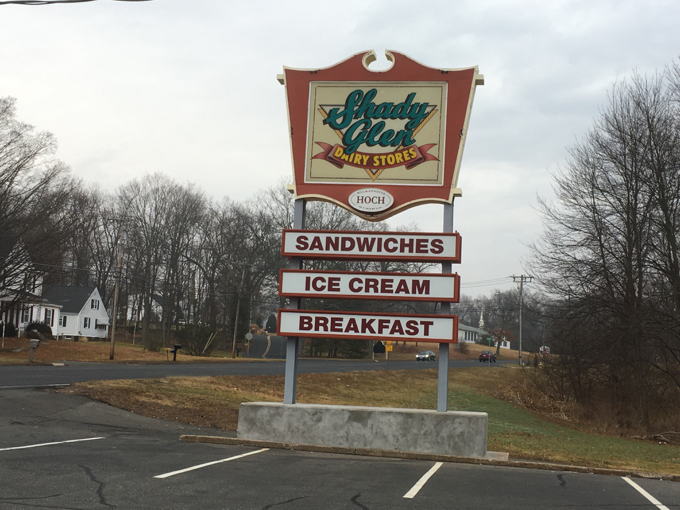 Shady
Glen
DAIRY STORES
HOCH
SANDWICHES
ICE CREAM
BREAKFAST